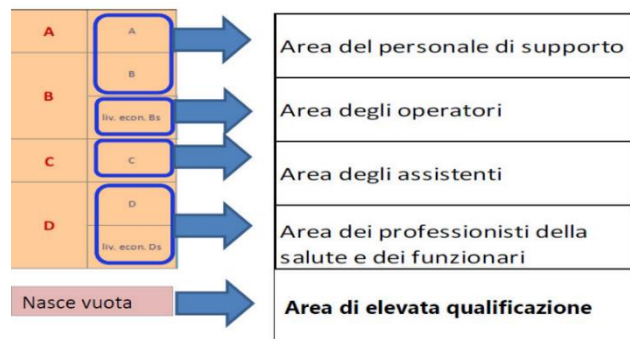 A
A
Area del personale di supporto
B
B
liv. econ. Bs
Area degli operatori
C
C
Area degli assistenti
D
D
liv. econ. Ds
Area dei professionisti della
salute e dei funzionari
Nasce vuota
Area di elevata qualificazione